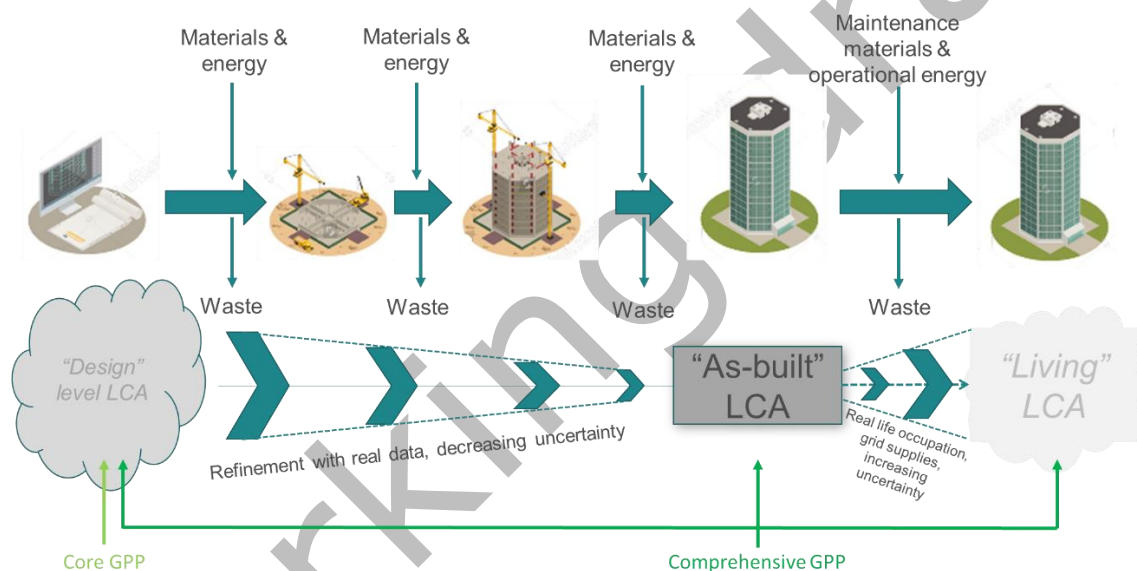 Materials &
energy
Materials &
energy
Materials &
energy
Maintenance
materials &
operational energy
Waste
Waste
Waste
Waste
"Design"
level LCA
"As-built"
LCA
"Living"
LCA
Refinement with real data, decreasing uncertainty
Real life occupation,
grid supplies,
increasing
uncertainty
Core GPP
Comprehensive GPP